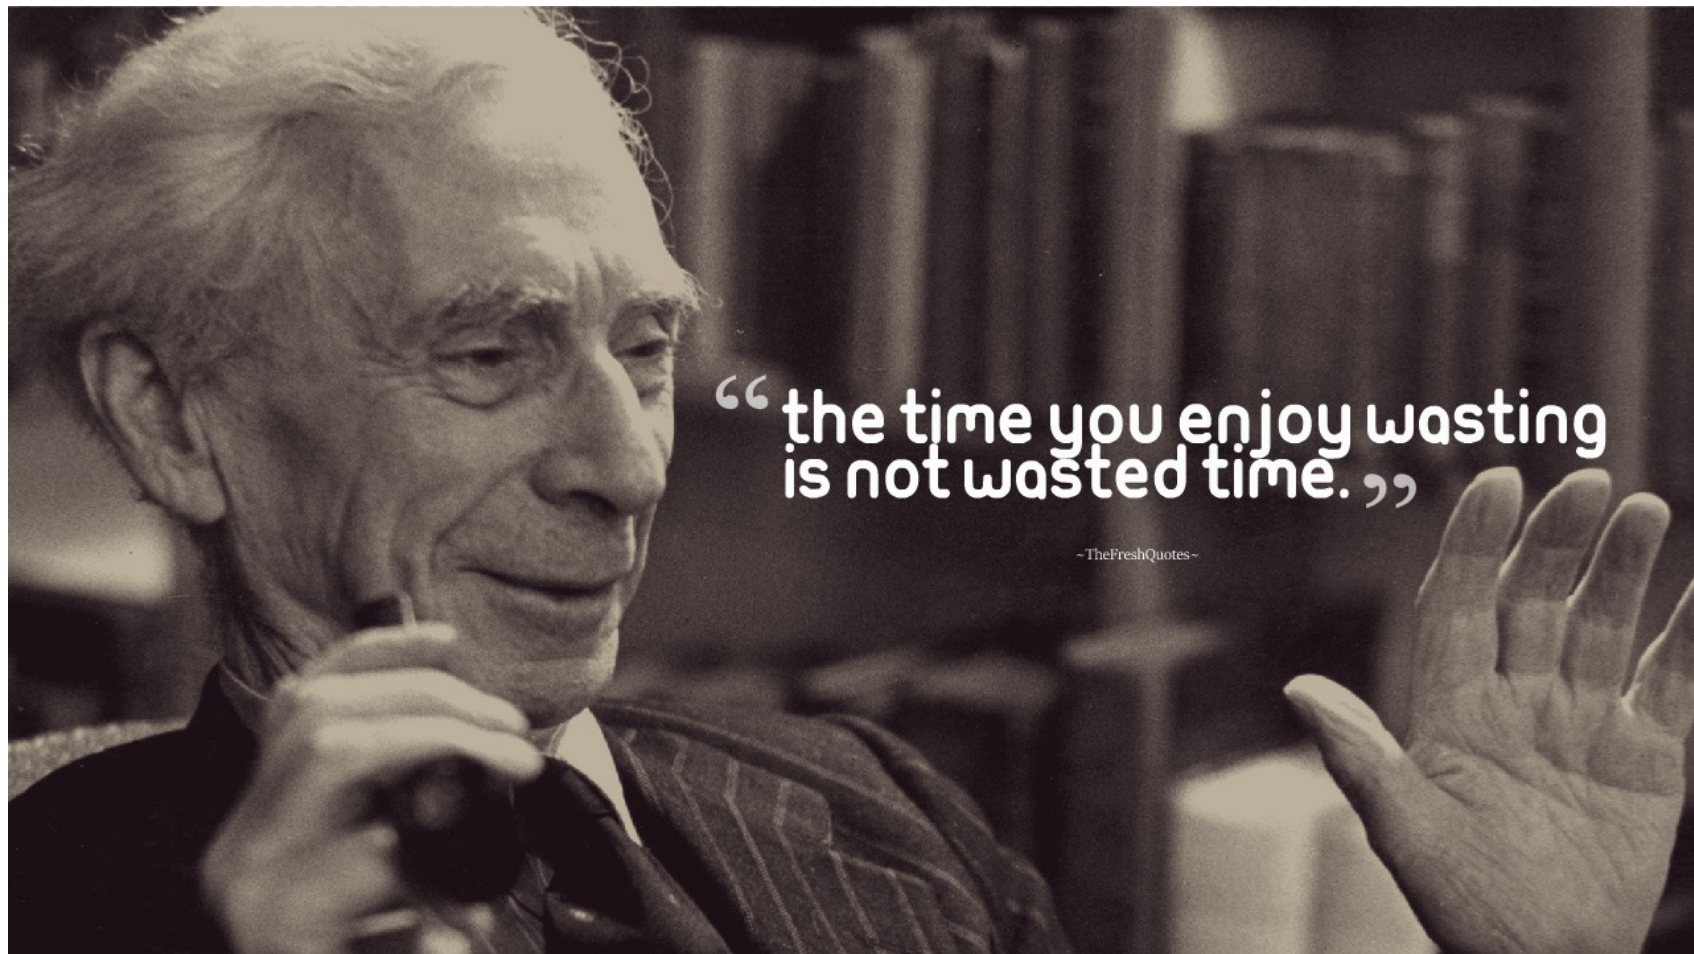 “the time you enjoy wasting
is not wasted time.”
~TheFreshQuotes~